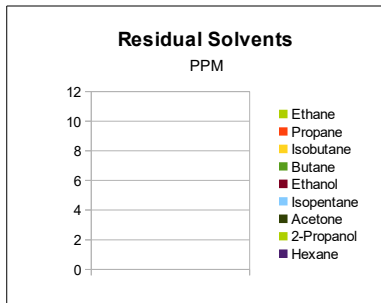 Residual Solvents
PPM
12
10
8
6
4
2
0
Ethane
Propane
Isobutane
Butane
Ethanol
Isopentane
Acetone
2-Propanol
Hexane